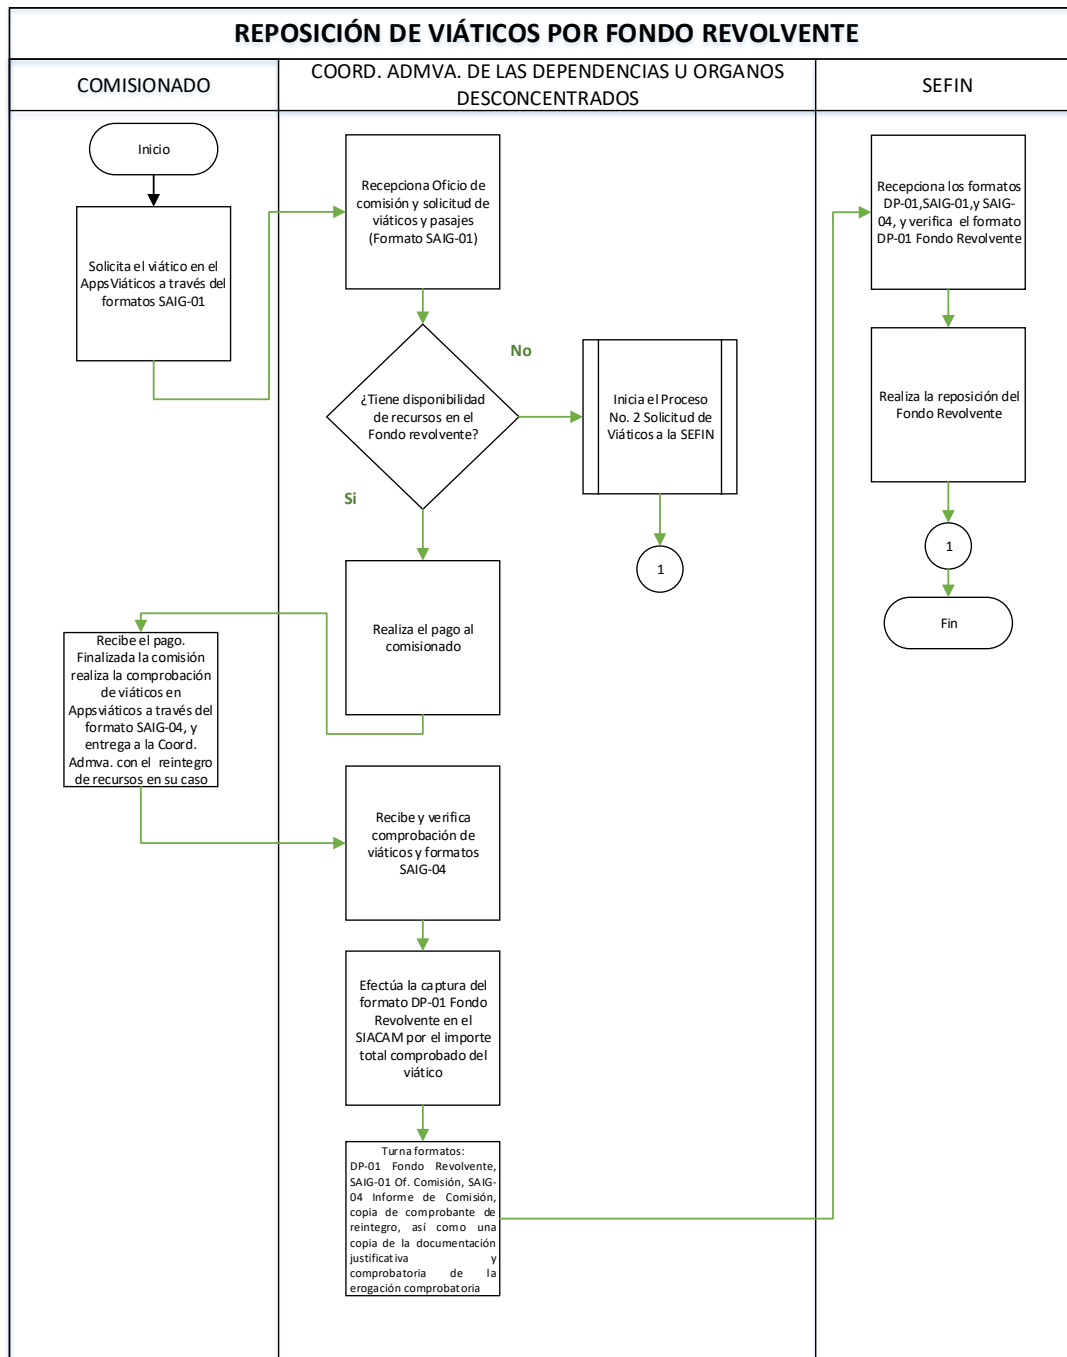 REPOSICIÓN DE VIÁTICOS POR FONDO REVOLVENTE
COMISIONADO
COORD. ADMVA. DE LAS DEPENDENCIAS U ORGANOS
DESCONCENTRADOS
SEFIN
Inicio
Solicita el viático en el
AppsViáticos a través del
formatos SAIG-01
Recepciona Oficio de
comisión y solicitud de
viáticos y pasajes
(Formato SAIG-01)
¿Tiene disponibilidad
de recursos en el
Fondo revolvente?
No
Inicia el Proceso
No. 2 Solicitud de
Viáticos a la SEFIN
1
Si
Realiza el pago al
comisionado
Recibe el pago.
Finalizada la comisión
realiza la comprobación
de viáticos en
Appsviáticos a través del
formato SAIG-04, y
entrega a la Coord.
Admva. con el reintegro
de recursos en su caso
Recibe y verifica
comprobación de
viáticos y formatos
SAIG-04
Efectúa la captura del
formato DP-01 Fondo
Revolvente en el
SIACAM por el importe
total comprobado del
viático
Turna formatos:
DP-01 Fondo Revolvente,
SAIG-01 Of. Comisión, SAIG-
04 Informe de Comisión,
copia de comprobante de
reintegro, así como una
copia de la documentación
justificativa y
comprobatoria de la
erogación comprobatoria
Recepciona los formatos
DP-01,SAIG-01,y SAIG-
04, y verifica el formato
DP-01 Fondo Revolvente
Realiza la reposición del
Fondo Revolvente
1
Fin